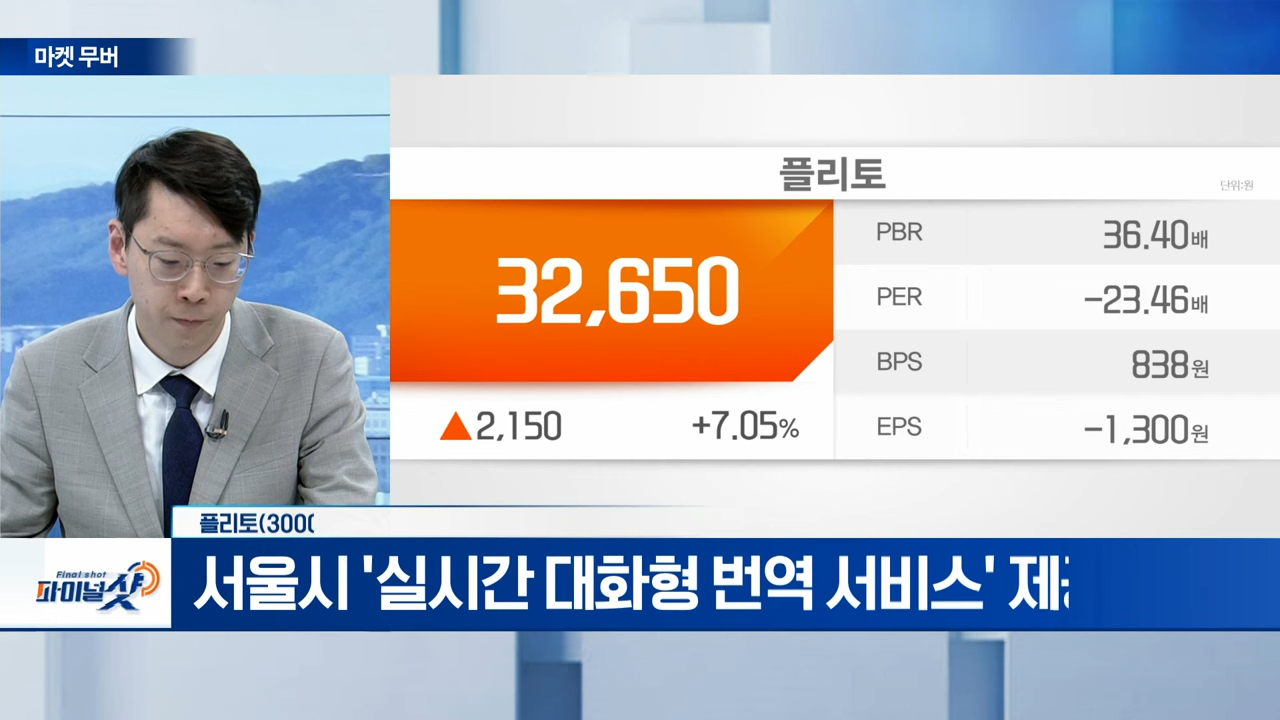 마켓 무버
플리토
단위:원
32,650
▲2,150 +7.05%
PBR 36.40배
PER -23.46배
BPS 838원
EPS -1,300원
플리토(300
Final shot
파이널샷
서울시 '실시간 대화형 번역 서비스'